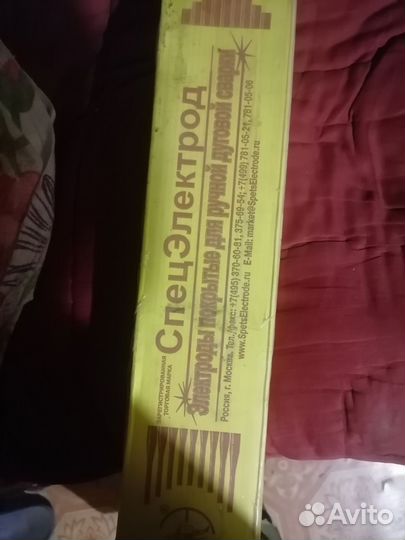 ЗАРЕГИСТРИРОВАННАЯ
ТОРГОВАЯ МАРКА
СпецЭлектрод
Электроды покрытые для ручной дуговой сварки
Россия, г. Москва, Тел./факс: +7(495) 370-60-81, 375-69-54; +7(499) 781-05-21, 781-05-06
www.SpetsElectrode.ru E-Mail: market@SpetsElectrode.ru
Avito